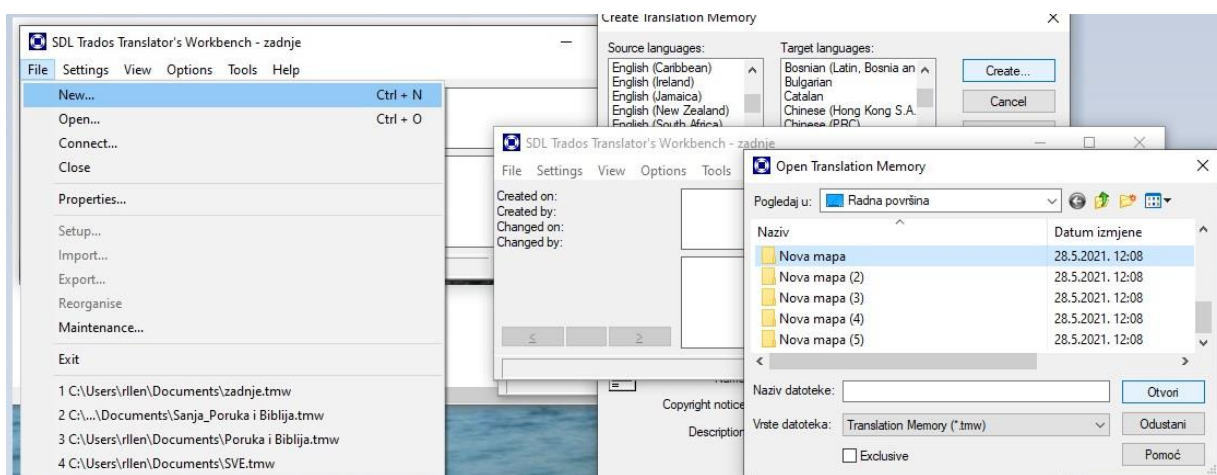 SDL Trados Translator's Workbench - zadnje
File Settings View Options Tools Help
New... Ctrl + N
Open... Ctrl + O
Connect...
Close
Properties...
Setup...
Import...
Export...
Reorganise
Maintenance...
Exit
1 C:\Users\rllen\Documents\zadnje.tmw
2 C:\...\Documents\Sanja_Poruka i Biblija.tmw
3 C:\Users\rllen\Documents\Poruka i Biblija.tmw
4 C:\Users\rllen\Documents\SVE.tmw
Create Translation Memory
Source languages: Target languages:
English (Caribbean) Bosnian (Latin, Bosnia an
English (Ireland) Bulgarian
English (Jamaica) Catalan
English (New Zealand) Chinese (Hong Kong S.A.
English (South Africa) Chinese (PRC)
Create...
Cancel
SDL Trados Translator's Workbench - zadnje
File Settings View Options Tools
Created on:
Created by:
Changed on:
Changed by:
< >
Copyright notice
Description
Open Translation Memory
Pogledaj u: Radna površina
Naziv Datum izmjene
Nova mapa 28.5.2021. 12:08
Nova mapa (2) 28.5.2021. 12:08
Nova mapa (3) 28.5.2021. 12:08
Nova mapa (4) 28.5.2021. 12:08
Nova mapa (5) 28.5.2021. 12:08
Naziv datoteke: Otvori
Vrste datoteka: Translation Memory (*.tmw) Odustani
Exclusive Pomoć